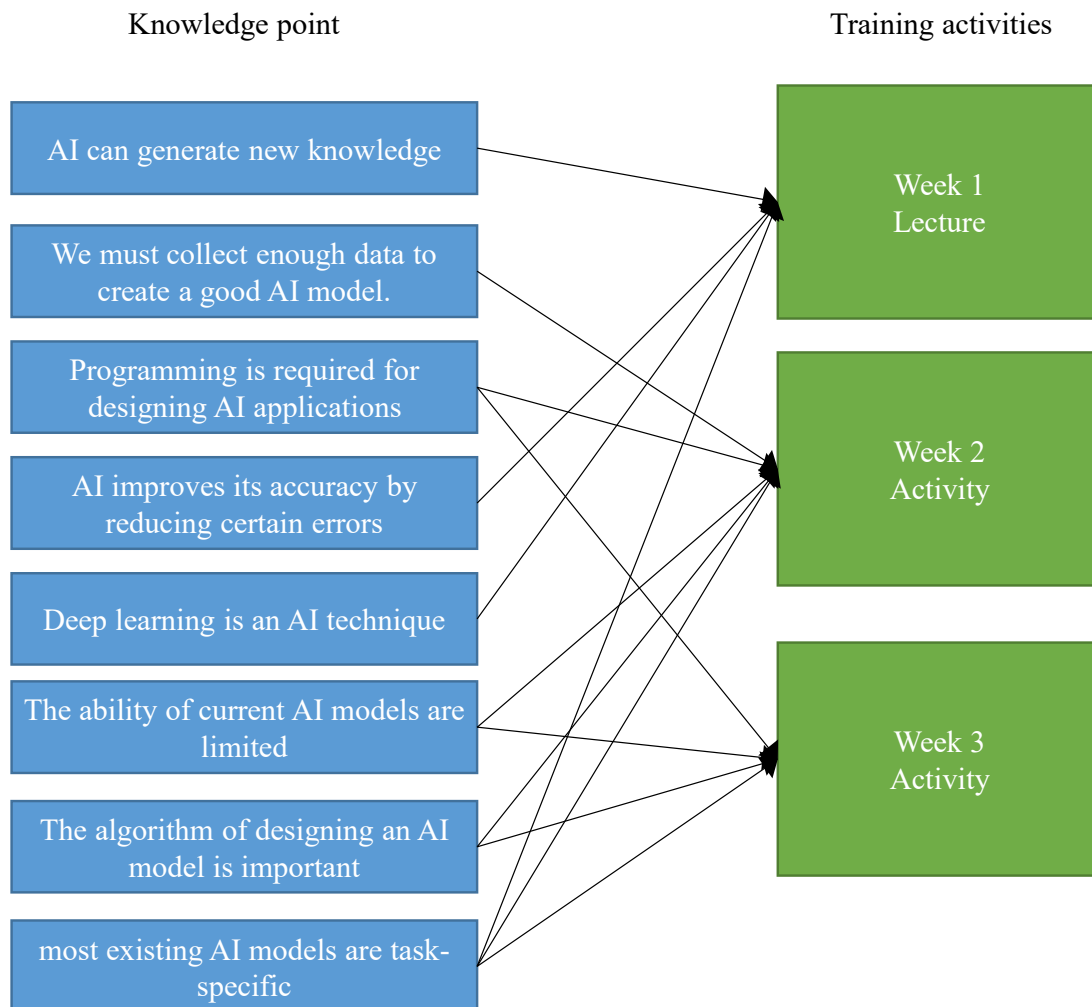 Knowledge point
Training activities
AI can generate new knowledge
We must collect enough data to
create a good AI model.
Programming is required for
designing AI applications
AI improves its accuracy by
reducing certain errors
Deep learning is an AI technique
The ability of current AI models are
limited
The algorithm of designing an AI
model is important
most existing AI models are task-
specific
Week 1
Lecture
Week 2
Activity
Week 3
Activity